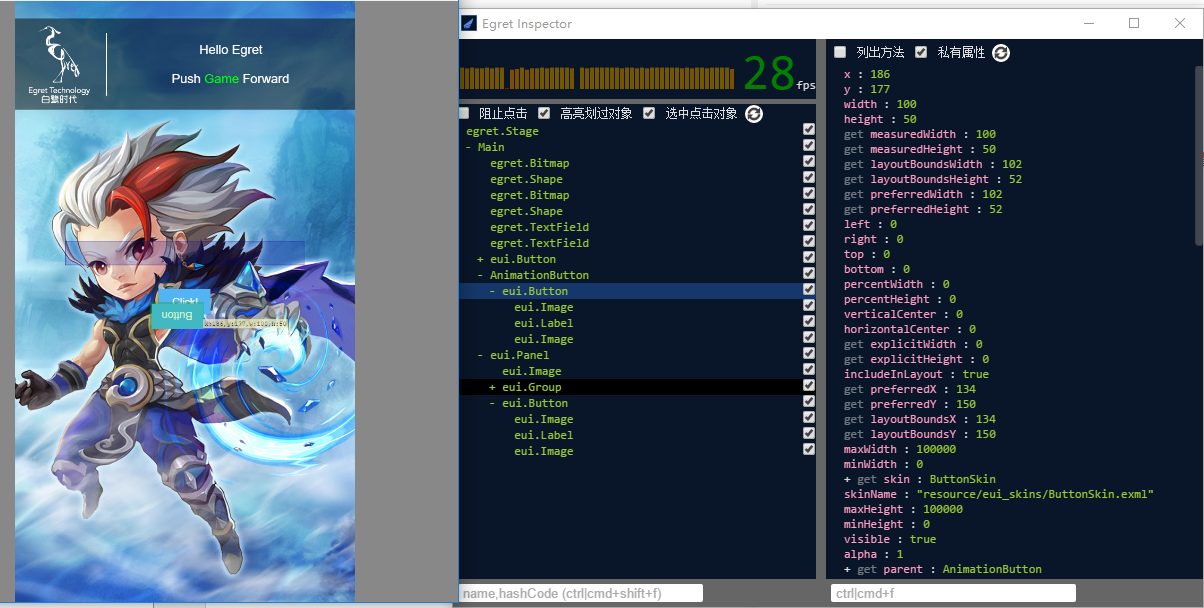 Egret Technology
白鹭时代
Hello Egret
Push Game Forward
Click!
Button
X:186,Y:177,W:100,H:50
Egret Inspector
28 fps
阻止点击 高亮划过对象 选中点击对象
egret.Stage
- Main
egret.Bitmap
egret.Shape
egret.Bitmap
egret.Shape
egret.TextField
egret.TextField
+ eui.Button
- AnimationButton
- eui.Button
eui.Image
eui.Label
eui.Image
- eui.Panel
eui.Image
+ eui.Group
- eui.Button
eui.Image
eui.Label
eui.Image
name,hashCode (ctrl|cmd+shift+f)
列出方法 私有属性
x : 186
y : 177
width : 100
height : 50
get measuredWidth : 100
get measuredHeight : 50
get layoutBoundsWidth : 102
get layoutBoundsHeight : 52
get preferredWidth : 102
get preferredHeight : 52
left : 0
right : 0
top : 0
bottom : 0
percentWidth : 0
percentHeight : 0
verticalCenter : 0
horizontalCenter : 0
get explicitWidth : 0
get explicitHeight : 0
includeInLayout : true
get preferredX : 134
get preferredY : 150
get layoutBoundsX : 134
get layoutBoundsY : 150
maxWidth : 100000
minWidth : 0
+ get skin : ButtonSkin
skinName : "resource/eui_skins/ButtonSkin.exml"
maxHeight : 100000
minHeight : 0
visible : true
alpha : 1
+ get parent : AnimationButton
ctrl|cmd+f